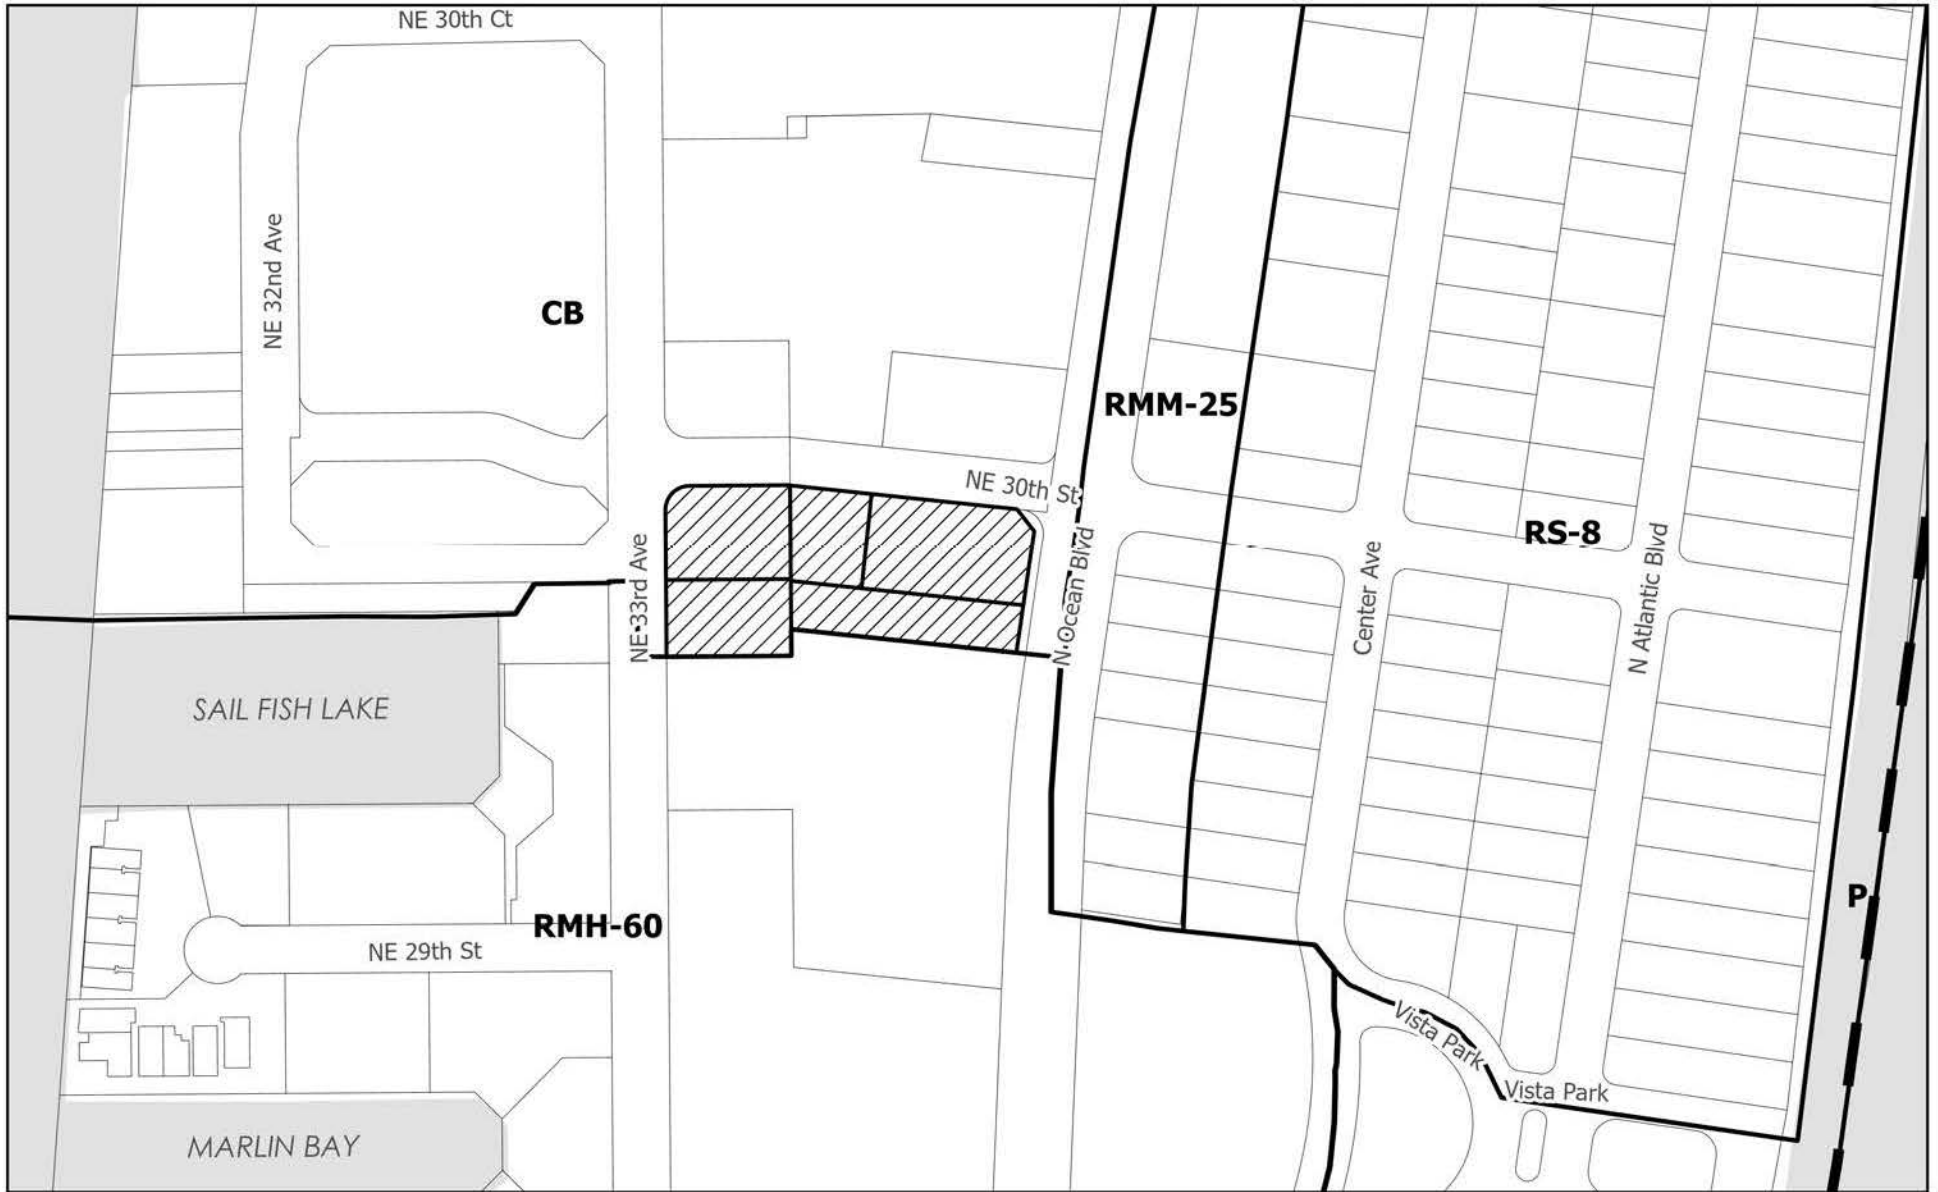 NE 30th Ct
NE 32nd Ave
CB
RMM-25
NE 30th St
RS-8
NE 33rd Ave
N Ocean Blvd
Center Ave
N Atlantic Blvd
SAIL FISH LAKE
P
RMH-60
NE 29th St
Vista Park
Vista Park
MARLIN BAY